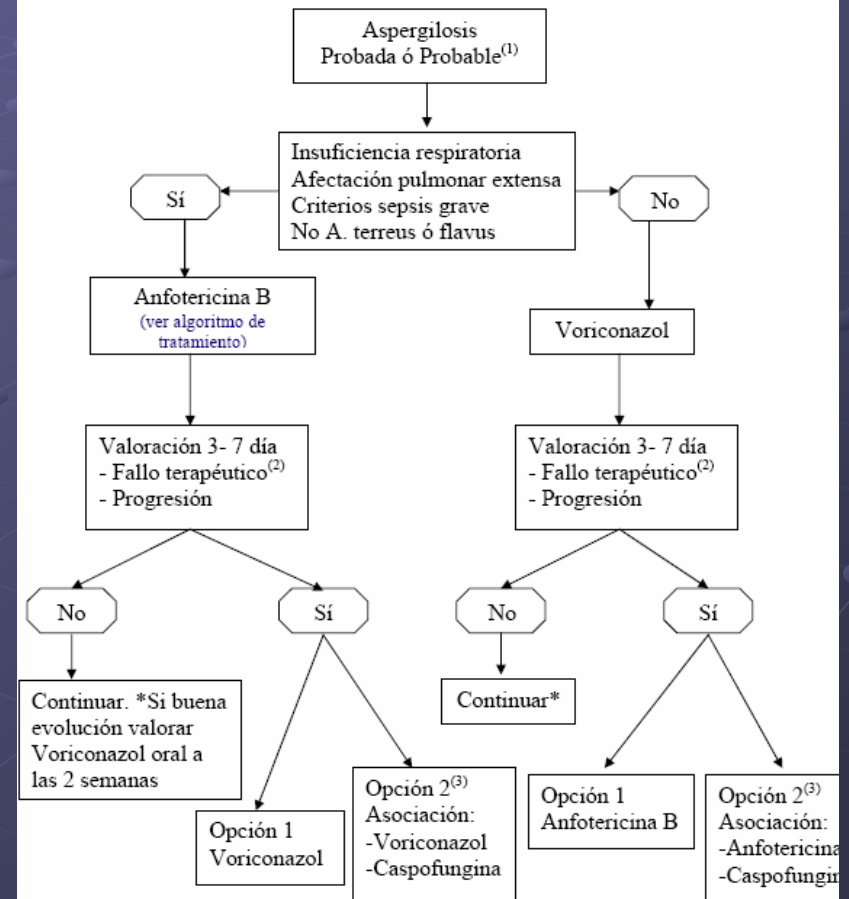 Aspergilosis
Probada ó Probable(1)
Insuficiencia respiratoria
Afectación pulmonar extensa
Criterios sepsis grave
No A. terreus ó flavus
Sí
No
Anfotericina B
(ver algoritmo de
tratamiento)
Voriconazol
Valoración 3- 7 día
- Fallo terapéutico(2)
- Progresión
Valoración 3- 7 día
- Fallo terapéutico(2)
- Progresión
No
Sí
No
Sí
Continuar. *Si buena
evolución valorar
Voriconazol oral a
las 2 semanas
Continuar*
Opción 1
Voriconazol
Opción 2(3)
Asociación:
-Voriconazol
-Caspofungina
Opción 1
Anfotericina B
Opción 2(3)
Asociación:
-Anfotericina
-Caspofungin